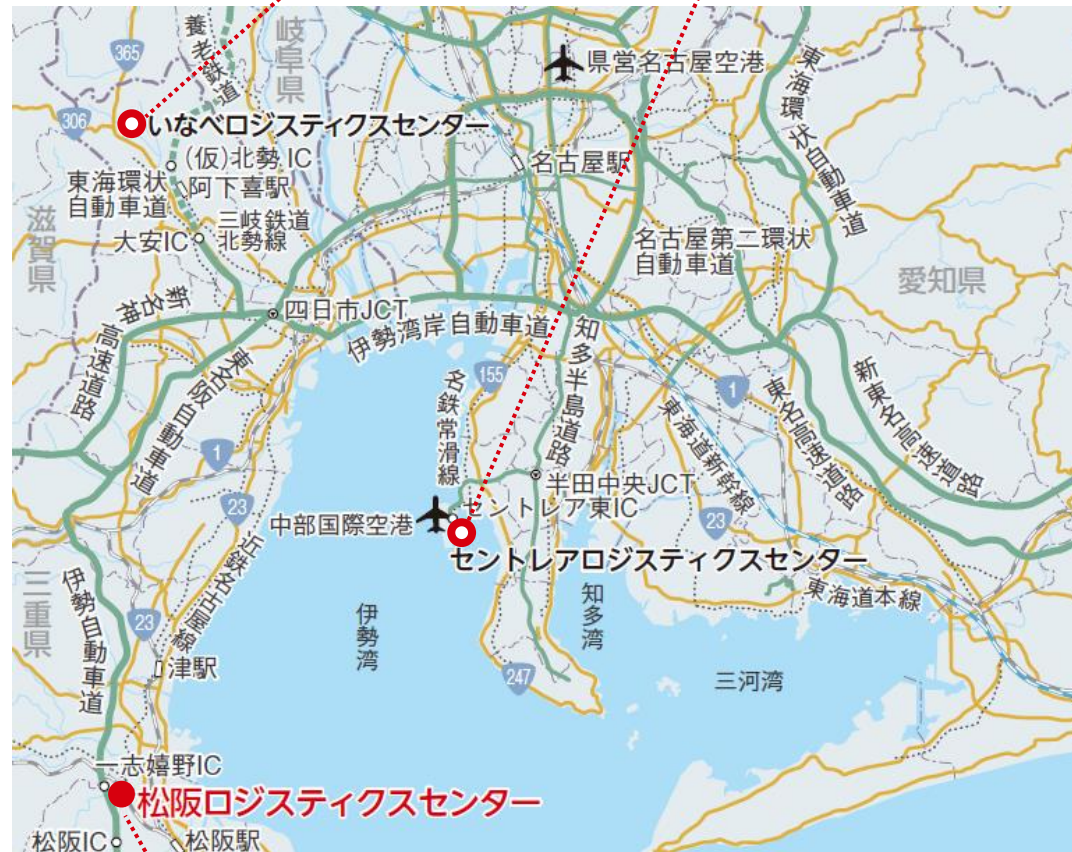 365
養老鉄道
岐阜県
県営名古屋空港
東海環状自動車道
306
いなべロジスティクスセンター
(仮)北勢IC
阿下喜駅
東海環状
自動車道
三岐鉄道
北勢線
大安IC
滋賀県
名古屋駅
名古屋第二環状
自動車道
愛知県
新名神
高速道路
四日市JCT
伊勢湾岸自動車道
東名阪自動車道
155
名鉄常滑線
知多半島道路
1
東海道新幹線
東名高速道路
新東名高速道路
1
23
半田中央JCT
セントレア東IC
中部国際空港
23
セントレアロジスティクスセンター
近鉄名古屋線
伊勢自動車道
三重県
23
伊勢湾
知多湾
東海道本線
津駅
247
三河湾
一志嬉野IC
松阪ロジスティクスセンター
松阪IC
松阪駅